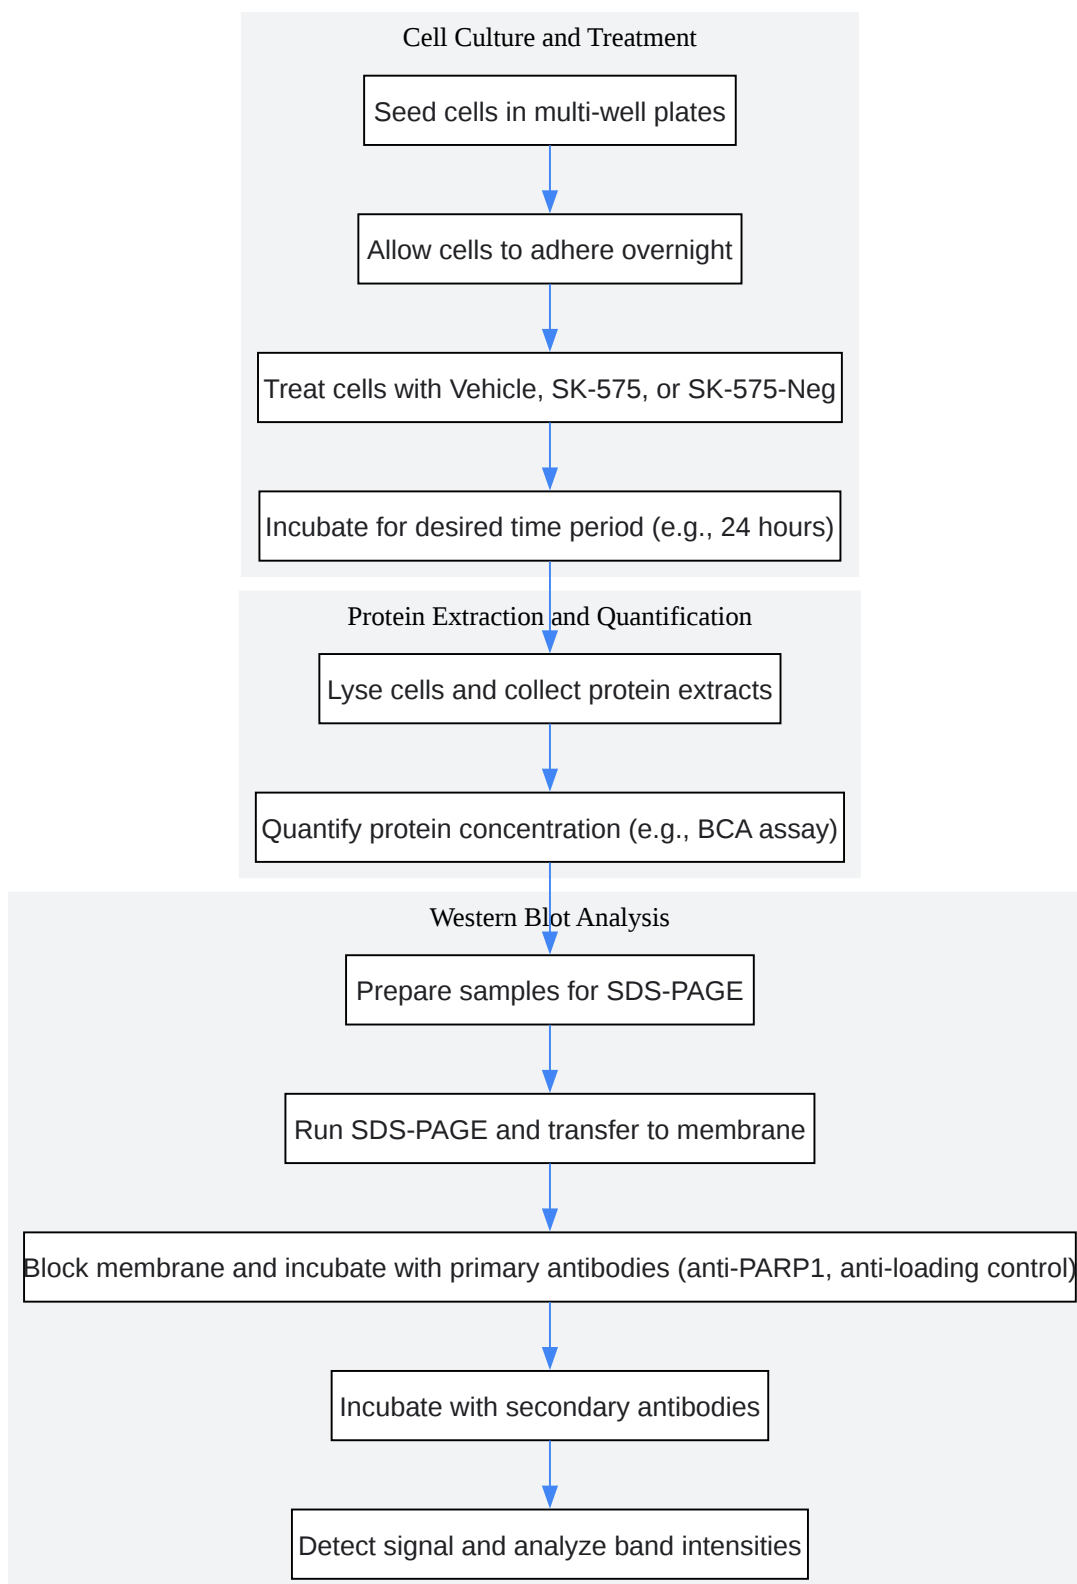 Cell Culture and Treatment
Seed cells in multi-well plates
Allow cells to adhere overnight
Treat cells with Vehicle, SK-575, or SK-575-Neg
Incubate for desired time period (e.g., 24 hours)
Protein Extraction and Quantification
Lyse cells and collect protein extracts
Quantify protein concentration (e.g., BCA assay)
Western Blot Analysis
Prepare samples for SDS-PAGE
Run SDS-PAGE and transfer to membrane
Block membrane and incubate with primary antibodies (anti-PARP1, anti-loading control)
Incubate with secondary antibodies
Detect signal and analyze band intensities